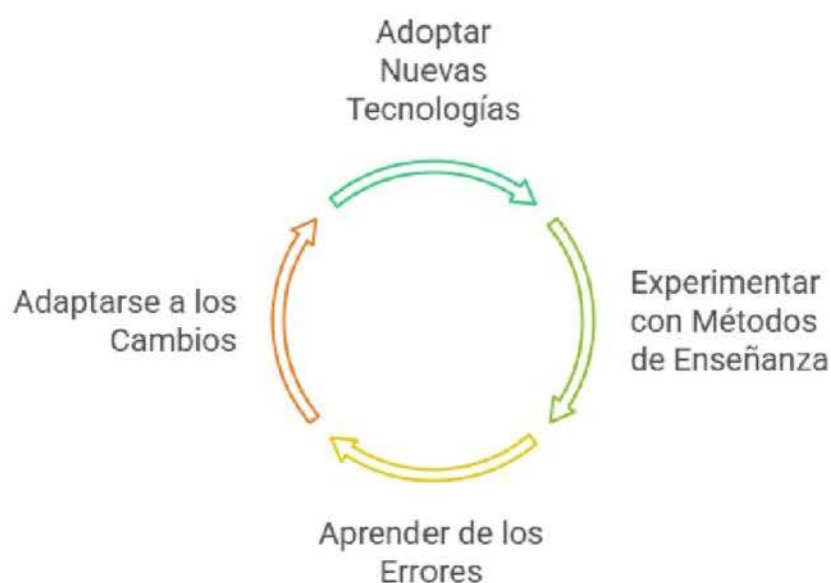 Adoptar
Nuevas
Tecnologías
Experimentar
con Métodos
de Enseñanza
Aprender de los
Errores
Adaptarse a los
Cambios